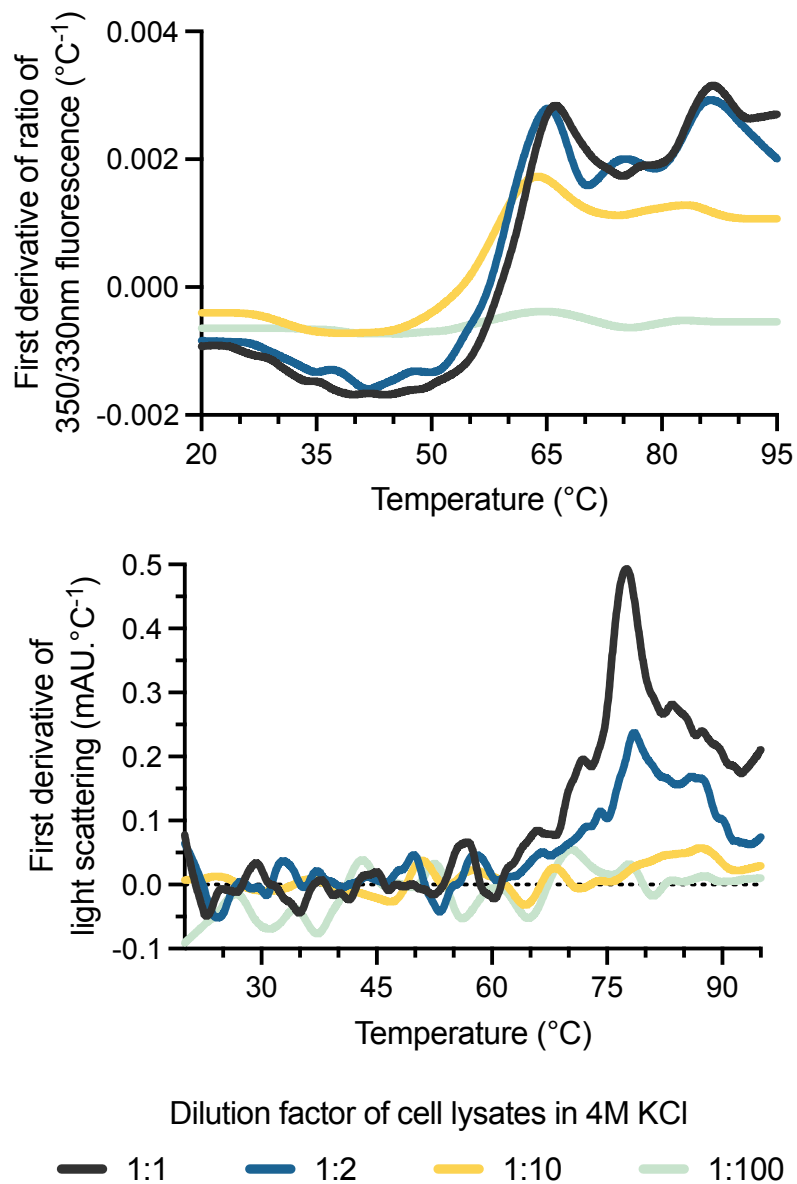 First derivative of ratio of
350/330nm fluorescence (°C-1)
0.004
0.002
0.000
-0.002
20 35 50 65 80 95
Temperature (°C)
First derivative of
light scattering (mAU.°C-1)
0.5
0.4
0.3
0.2
0.1
0.0
-0.1
30 45 60 75 90
Temperature (°C)
Dilution factor of cell lysates in 4M KCl
1:1 1:2 1:10 1:100